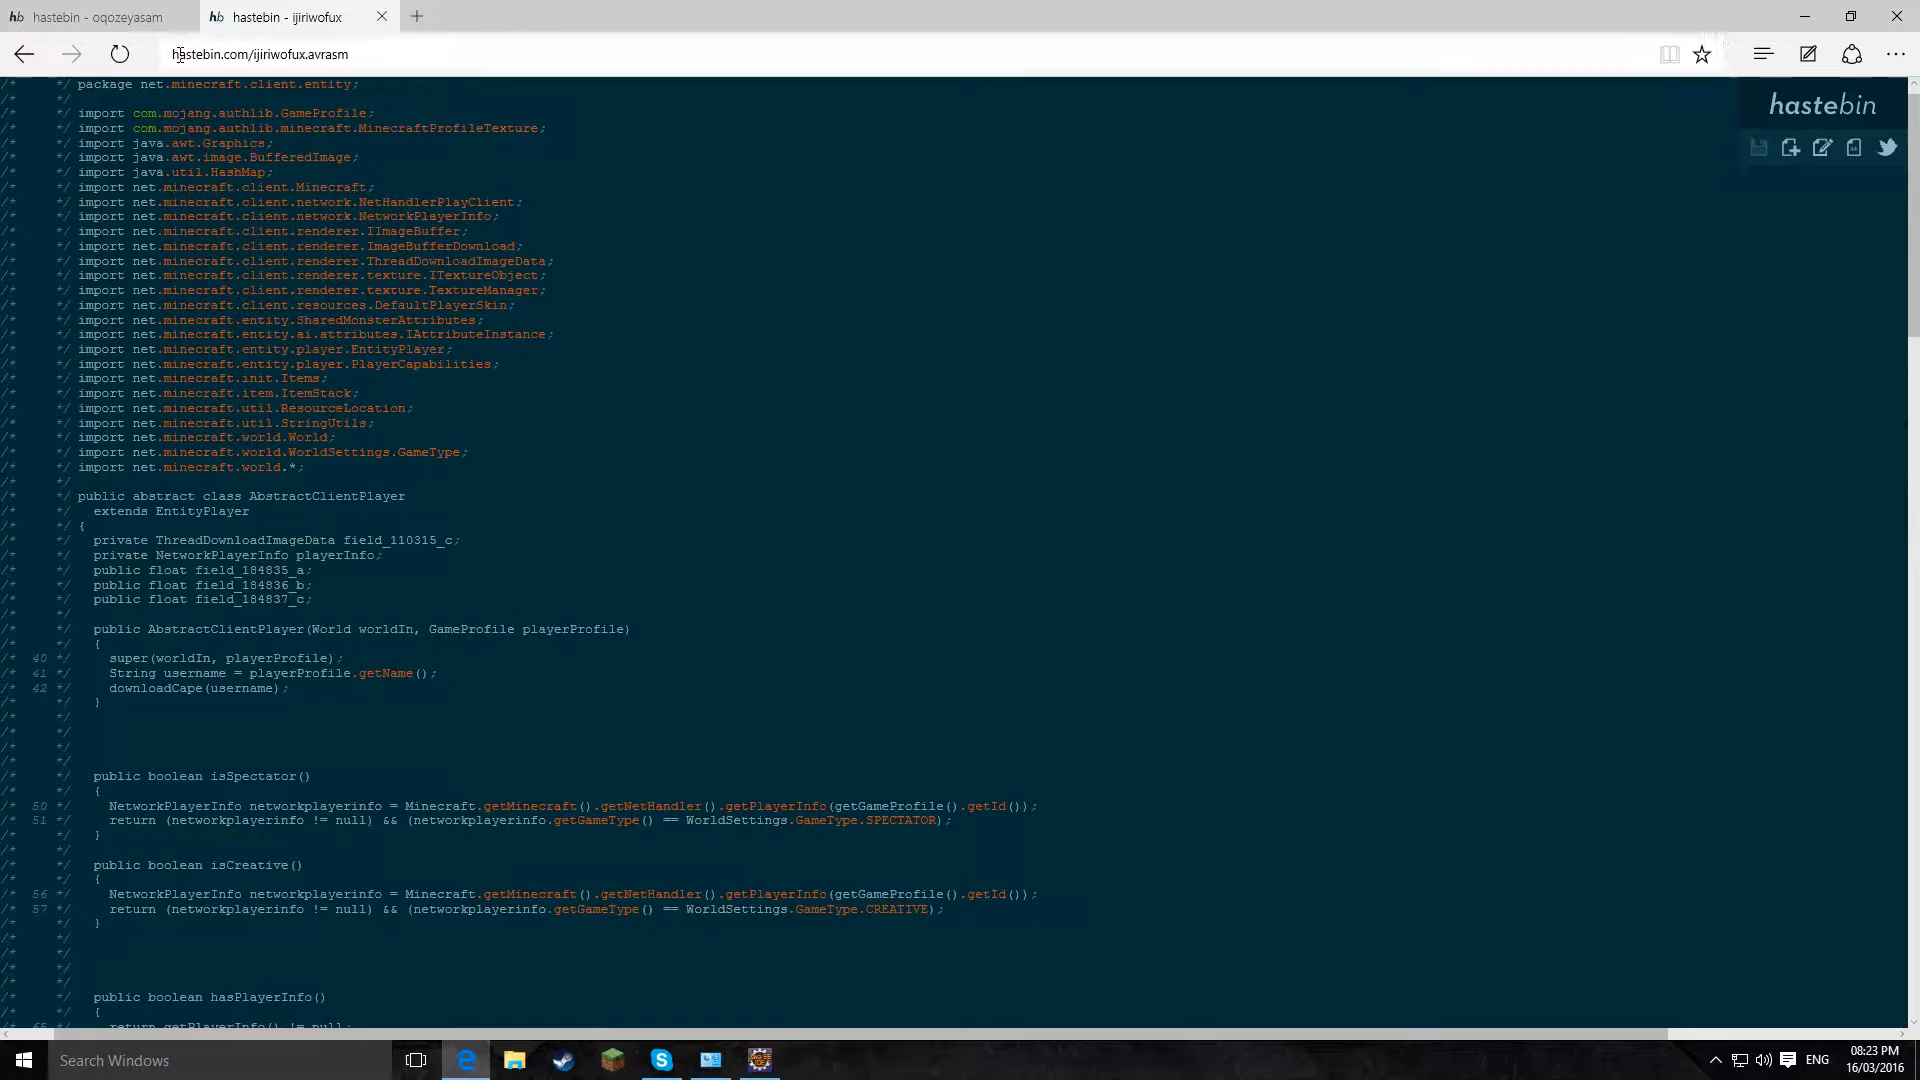 hb hastebin - oqozeyasam
hb hastebin - ijiriwofux
hastebin.com/ijiriwofux.avrasm
hastebin
/* */ package net.minecraft.client.entity;
/* */
/* */ import com.mojang.authlib.GameProfile;
/* */ import com.mojang.authlib.minecraft.MinecraftProfileTexture;
/* */ import java.awt.Graphics;
/* */ import java.awt.image.BufferedImage;
/* */ import java.util.HashMap;
/* */ import net.minecraft.client.Minecraft;
/* */ import net.minecraft.client.network.NetHandlerPlayClient;
/* */ import net.minecraft.client.network.NetworkPlayerInfo;
/* */ import net.minecraft.client.renderer.IImageBuffer;
/* */ import net.minecraft.client.renderer.ImageBufferDownload;
/* */ import net.minecraft.client.renderer.ThreadDownloadImageData;
/* */ import net.minecraft.client.renderer.texture.ITextureObject;
/* */ import net.minecraft.client.renderer.texture.TextureManager;
/* */ import net.minecraft.client.resources.DefaultPlayerSkin;
/* */ import net.minecraft.entity.SharedMonsterAttributes;
/* */ import net.minecraft.entity.ai.attributes.IAttributeInstance;
/* */ import net.minecraft.entity.player.EntityPlayer;
/* */ import net.minecraft.entity.player.PlayerCapabilities;
/* */ import net.minecraft.init.Items;
/* */ import net.minecraft.item.ItemStack;
/* */ import net.minecraft.util.ResourceLocation;
/* */ import net.minecraft.util.StringUtils;
/* */ import net.minecraft.world.World;
/* */ import net.minecraft.world.WorldSettings.GameType;
/* */ import net.minecraft.world.*;
/* */
/* */ public abstract class AbstractClientPlayer
/* */ extends EntityPlayer
/* */ {
/* */ private ThreadDownloadImageData field_110315_c;
/* */ private NetworkPlayerInfo playerInfo;
/* */ public float field_184835_a;
/* */ public float field_184836_b;
/* */ public float field_184837_c;
/* */
/* */ public AbstractClientPlayer(World worldIn, GameProfile playerProfile)
/* */ {
/* 40 */ super(worldIn, playerProfile);
/* 41 */ String username = playerProfile.getName();
/* 42 */ downloadCape(username);
/* */ }
/* */
/* */
/* */
/* */
/* */ public boolean isSpectator()
/* */ {
/* 50 */ NetworkPlayerInfo networkplayerinfo = Minecraft.getMinecraft().getNetHandler().getPlayerInfo(getGameProfile().getId());
/* 51 */ return (networkplayerinfo != null) && (networkplayerinfo.getGameType() == WorldSettings.GameType.SPECTATOR);
/* */ }
/* */
/* */ public boolean isCreative()
/* */ {
/* 56 */ NetworkPlayerInfo networkplayerinfo = Minecraft.getMinecraft().getNetHandler().getPlayerInfo(getGameProfile().getId());
/* 57 */ return (networkplayerinfo != null) && (networkplayerinfo.getGameType() == WorldSettings.GameType.CREATIVE);
/* */ }
/* */
/* */
/* */
/* */
/* */ public boolean hasPlayerInfo()
/* */ {
/* 65 */ return getPlayerInfo() != null;
Search Windows
ENG
08:23 PM
16/03/2016